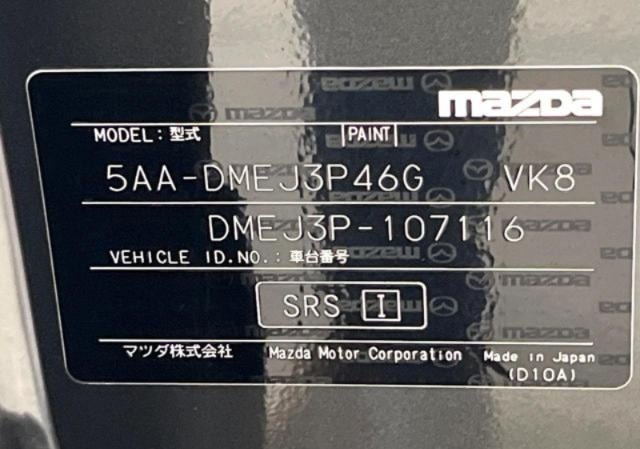 mazda
MODEL：型式 PAINT
5AA-DMEJ3P46G VK8
DMEJ3P-107116
VEHICLE ID.NO.：車台番号
SRS I
マツダ株式会社 Mazda Motor Corporation Made in Japan
(D10A)